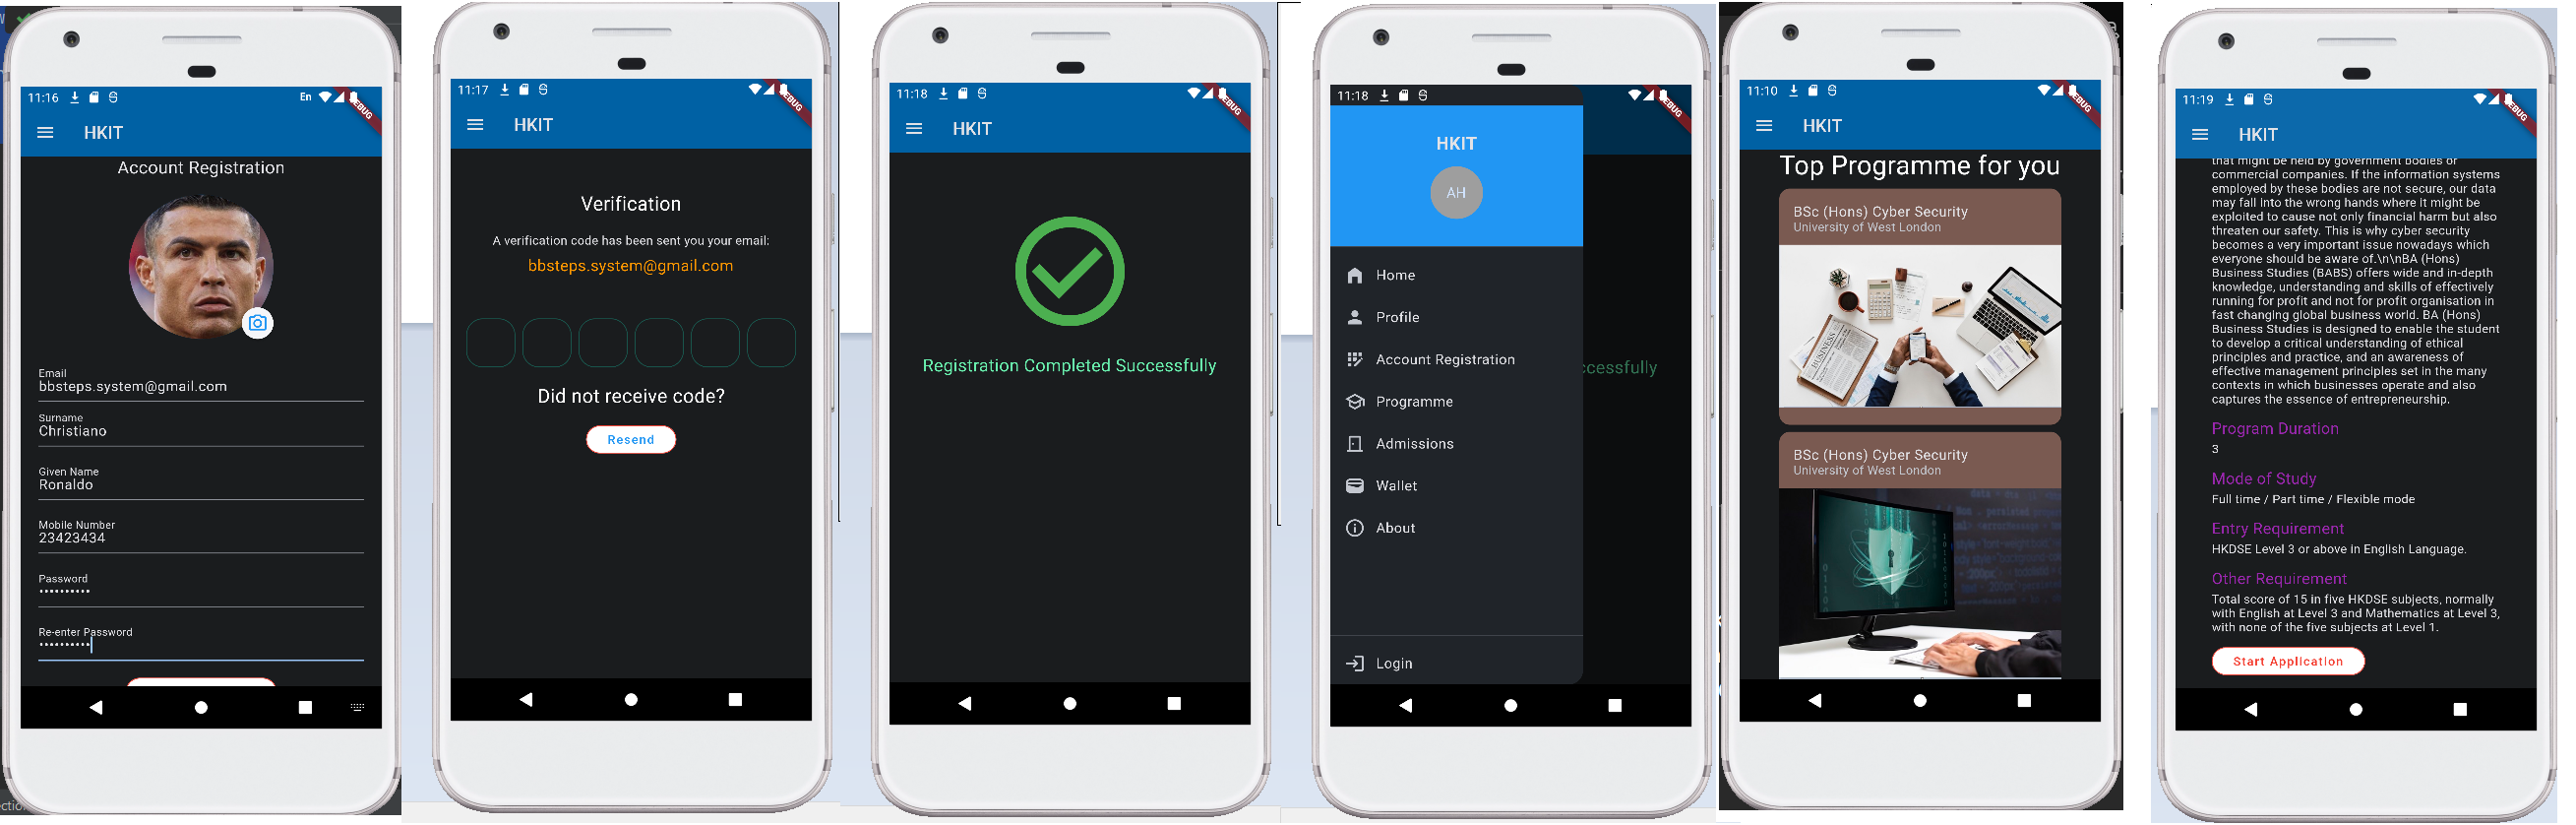 11:16
En
DEBUG
HKIT
Account Registration
Email
bbsteps.system@gmail.com
Surname
Christiano
Given Name
Ronaldo
Mobile Number
23423434
Password
Re-enter Password
11:17
DEBUG
HKIT
Verification
A verification code has been sent you your email:
bbsteps.system@gmail.com
Did not receive code?
Resend
11:18
DEBUG
HKIT
Registration Completed Successfully
11:18
DEBUG
HKIT
AH
Home
Profile
Account Registration
ccessfully
Programme
Admissions
Wallet
About
Login
11:10
DEBUG
HKIT
Top Programme for you
BSc (Hons) Cyber Security
University of West London
BUSINESS
BSc (Hons) Cyber Security
University of West London
11:19
DEBUG
HKIT
that might be held by government bodies or
commercial companies. If the information systems
employed by these bodies are not secure, our data
may fall into the wrong hands where it might be
exploited to cause not only financial harm but also
threaten our safety. This is why cyber security
becomes a very important issue nowadays which
everyone should be aware of.\n\nBA (Hons)
Business Studies (BABS) offers wide and in-depth
knowledge, understanding and skills of effectively
running for profit and not for profit organisation in
fast changing global business world. BA (Hons)
Business Studies is designed to enable the student
to develop a critical understanding of ethical
principles and practice, and an awareness of
effective management principles set in the many
contexts in which businesses operate and also
captures the essence of entrepreneurship.
Program Duration
3
Mode of Study
Full time / Part time / Flexible mode
Entry Requirement
HKDSE Level 3 or above in English Language.
Other Requirement
Total score of 15 in five HKDSE subjects, normally
with English at Level 3 and Mathematics at Level 3,
with none of the five subjects at Level 1.
Start Application